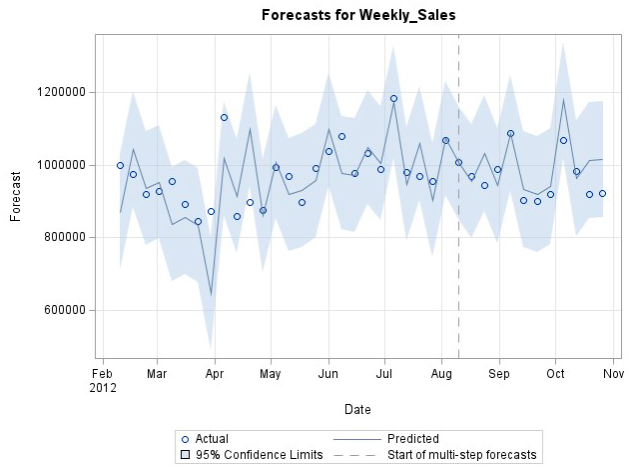 Forecasts for Weekly_Sales
1200000
1000000
800000
600000
Forecast
Feb Mar Apr May Jun Jul Aug Sep Oct Nov
2012
Date
Actual Predicted
95% Confidence Limits Start of multi-step forecasts